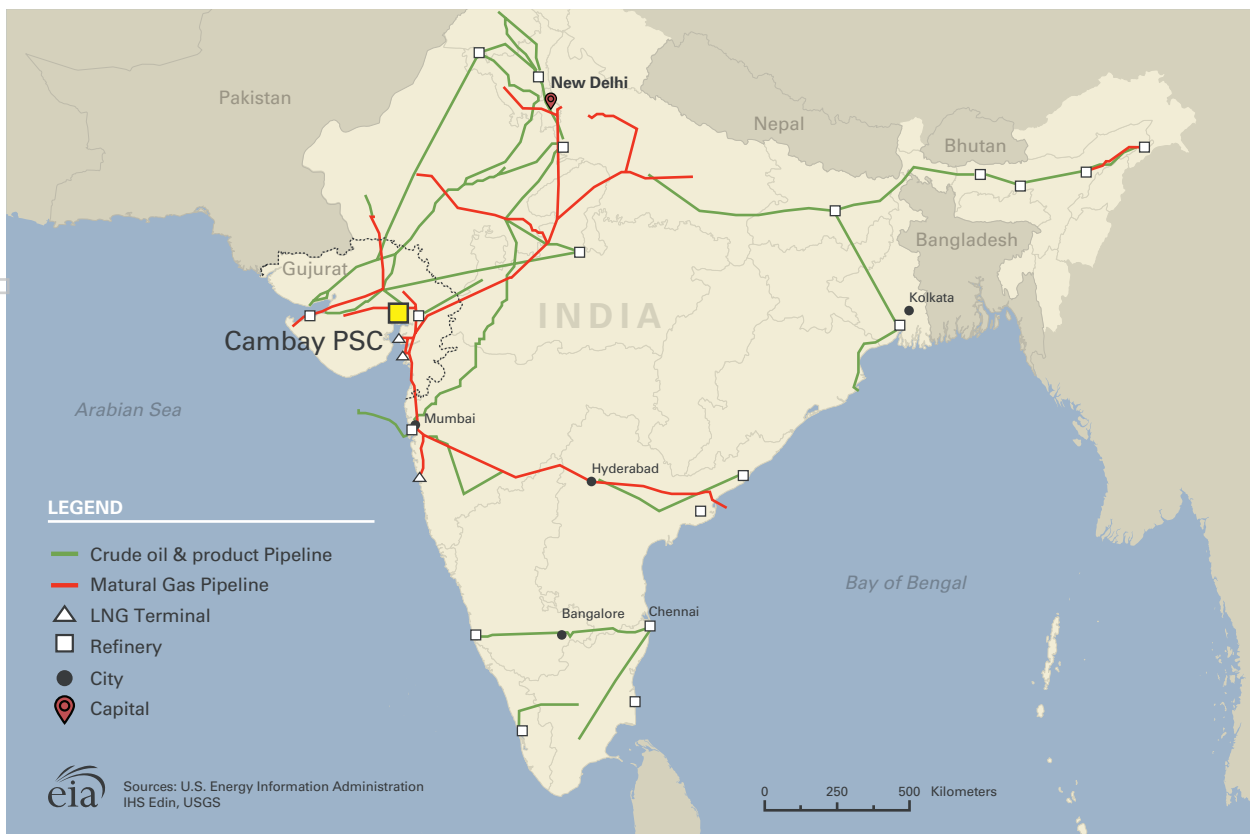 New Delhi
Pakistan
Nepal
Bhutan
Bangladesh
Gujurat
Kolkata
INDIA
Cambay PSC
Arabian Sea
Mumbai
Hyderabad
LEGEND
Crude oil & product Pipeline
Matural Gas Pipeline
LNG Terminal
Refinery
City
Capital
Bay of Bengal
Bangalore
Chennai
eia
Sources: U.S. Energy Information Administration
IHS Edin, USGS
0 250 500 Kilometers